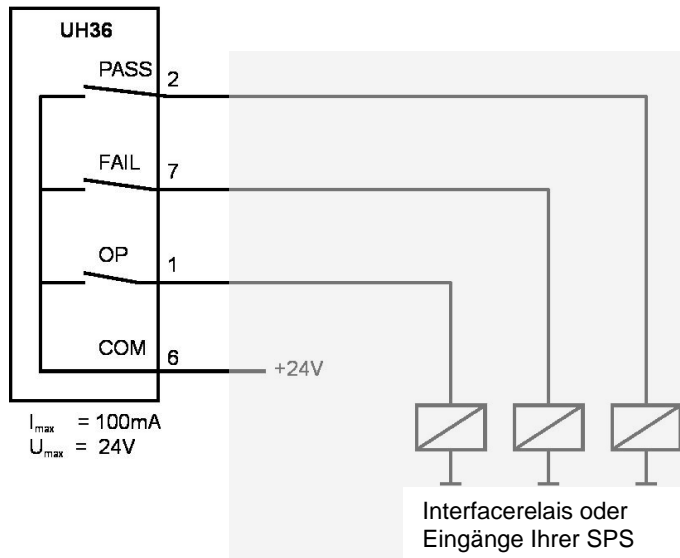 UH36
PASS
2
FAIL
7
OP
1
COM
6
+24V
Imax = 100mA
Umax = 24V
Interfacerelais oder
Eingänge Ihrer SPS